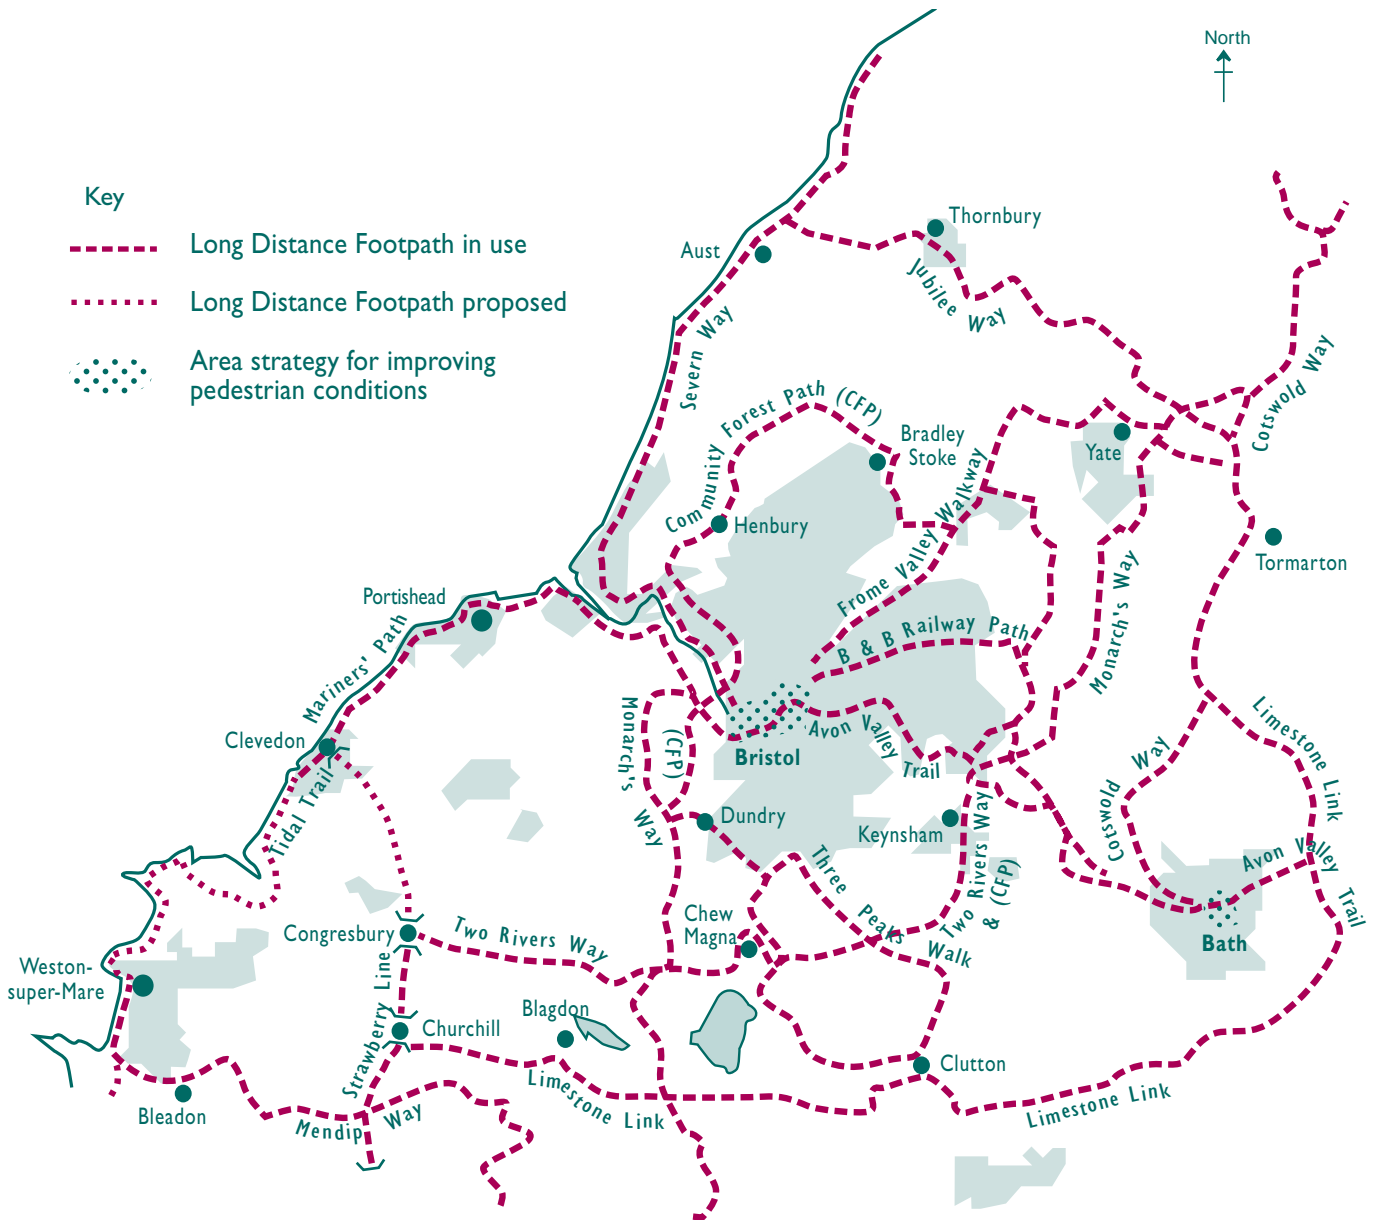 North
Key
Long Distance Footpath in use
Long Distance Footpath proposed
Area strategy for improving
pedestrian conditions
Thornbury
Aust
Jubilee Way
Severn Way
Cotswold Way
Community Forest Path (CFP)
Bradley
Stoke
Yate
Henbury
Frome Valley Walkway
Tormarton
Portishead
Mariners' Path
B & B Railway Path
Monarch's Way
Clevedon
Tidal Trail
Monarch's Way
(CFP)
Bristol
Avon Valley Trail
Limestone Link
Cotswold Way
Dundry
Keynsham
Three Peaks Walk
Two Rivers Way
& (CFP)
Avon Valley Trail
Bath
Chew
Magna
Congresbury
Two Rivers Way
Weston-
super-Mare
Strawberry Line
Churchill
Blagdon
Clutton
Bleadon
Mendip Way
Limestone Link
Limestone Link